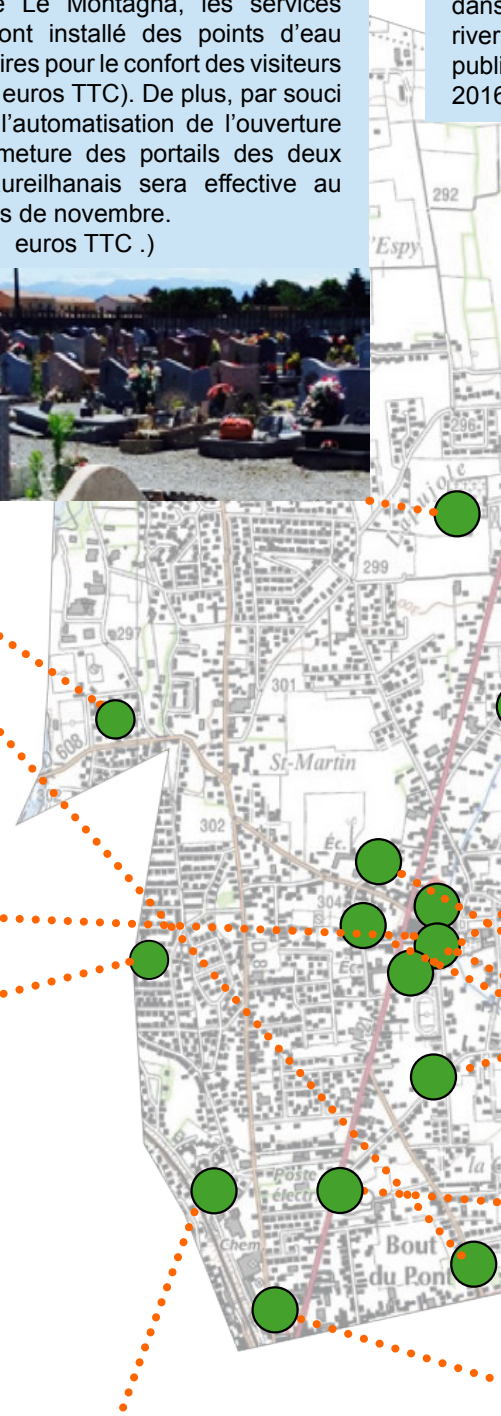 Le Montagna, les services
ont installé des points d’eau
ires pour le confort des visiteurs
euros TTC). De plus, par souci
l’automatisation de l’ouverture
meture des portails des deux
ureilhanais sera effective au
s de novembre.
euros TTC .)
dans
river
publi
2016
292
l'Espy
296
Pujole
299
297
301
608
St-Martin
302
Éc.
304
D 8
Éc.
Poste
électr.
la
Chem
Bout
du Pont